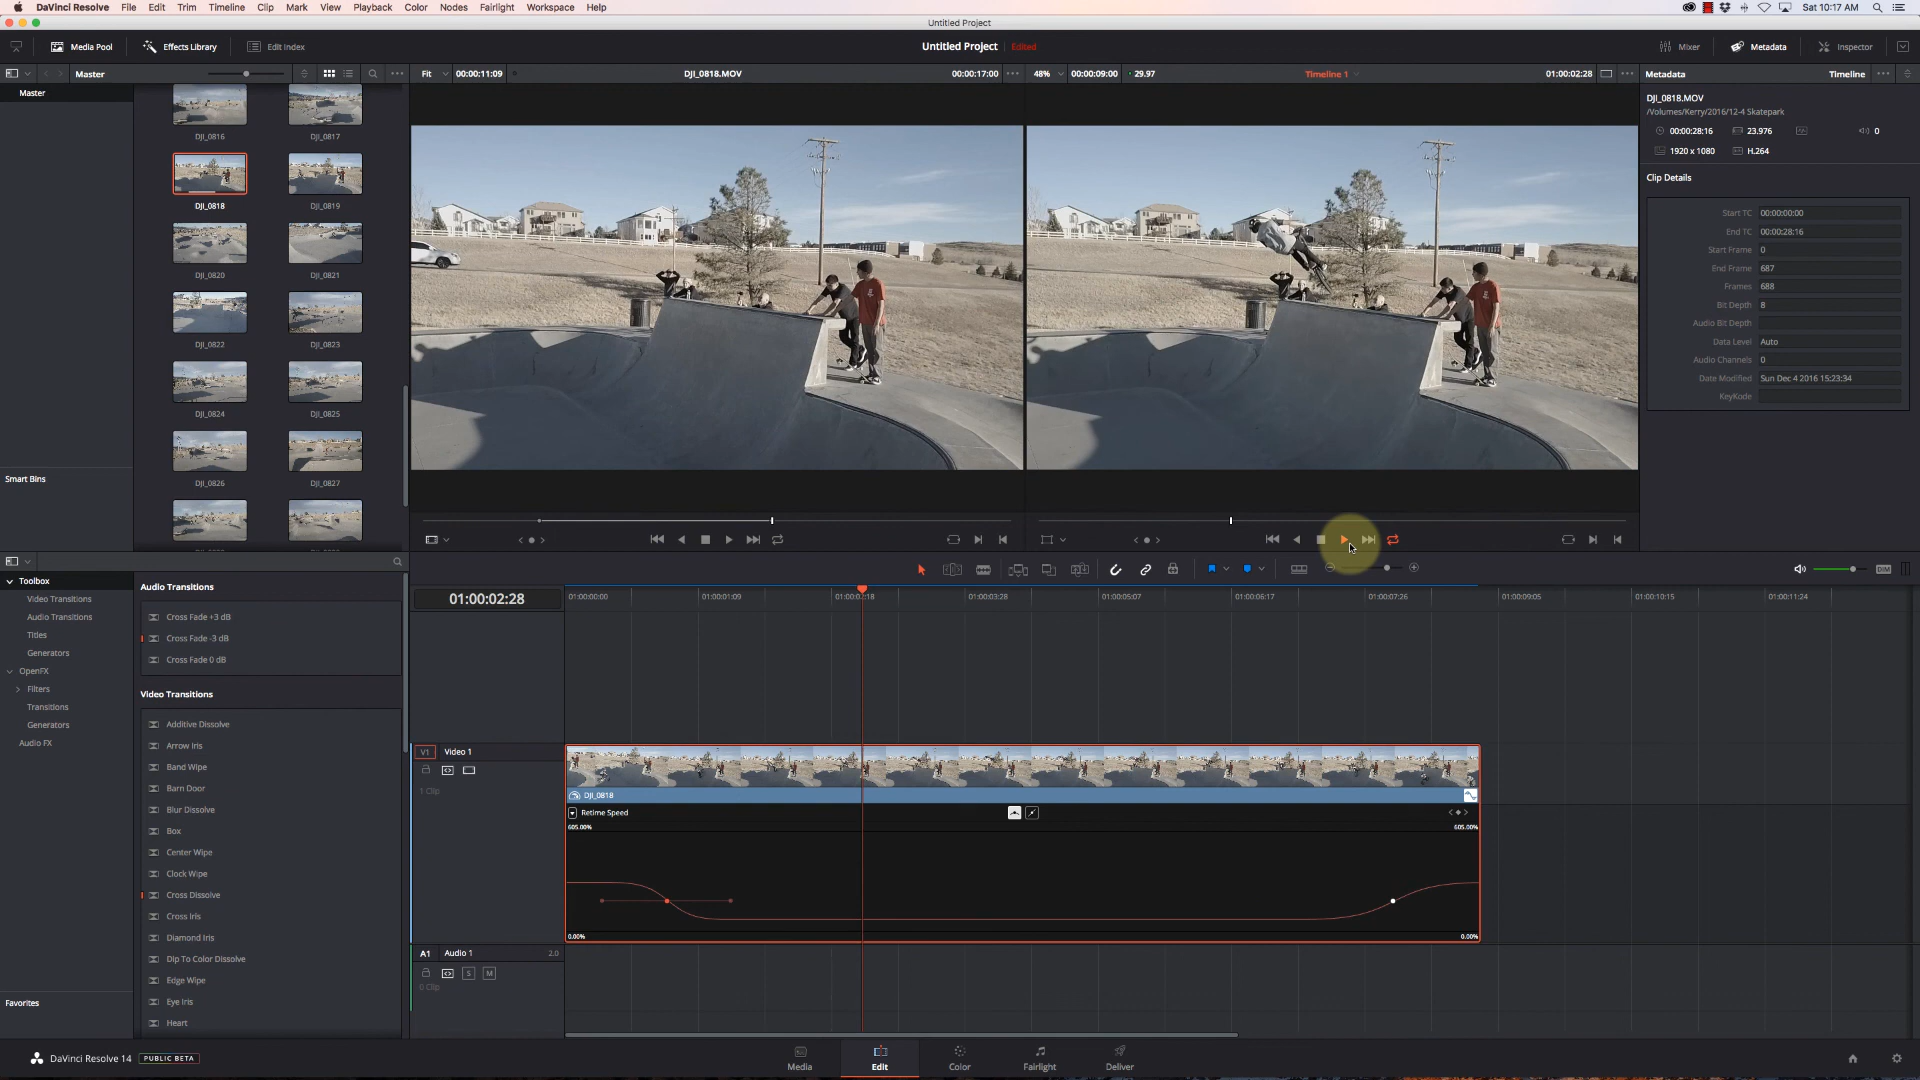 DaVinci Resolve File Edit Trim Timeline Clip Mark View Playback Color Nodes Fairlight Workspace Help Sat 10:17 AM
Untitled Project
Media Pool Effects Library Edit Index Untitled Project Edited Mixer Metadata Inspector
Master Fit 00:00:11:09 DJI_0818.MOV 00:00:17:00 48% 00:00:09:00 29.97 Timeline 1 01:00:02:28 Metadata Timeline
Master
DJI_0816 DJI_0817
DJI_0818 DJI_0819
DJI_0820 DJI_0821
DJI_0822 DJI_0823
DJI_0824 DJI_0825
DJI_0826 DJI_0827
Smart Bins
DJI_0818.MOV
/Volumes/Kerry/2016/12-4 Skatepark
00:00:28:16 23.976 0
1920 x 1080 H.264
Clip Details
Start TC 00:00:00:00
End TC 00:00:28:16
Start Frame 0
End Frame 687
Frames 688
Bit Depth 8
Audio Bit Depth
Data Level Auto
Audio Channels 0
Date Modified Sun Dec 4 2016 15:23:34
KeyKode
DIM
Toolbox
Video Transitions
Audio Transitions
Titles
Generators
OpenFX
Filters
Transitions
Generators
Audio FX
Favorites
Audio Transitions
Cross Fade +3 dB
Cross Fade -3 dB
Cross Fade 0 dB
Video Transitions
Additive Dissolve
Arrow Iris
Band Wipe
Barn Door
Blur Dissolve
Box
Center Wipe
Clock Wipe
Cross Dissolve
Cross Iris
Diamond Iris
Dip To Color Dissolve
Edge Wipe
Eye Iris
Heart
01:00:02:28 01:00:00:00 01:00:01:09 01:00:03:28 01:00:05:07 01:00:06:17 01:00:07:26 01:00:09:05 01:00:10:15 01:00:11:24
V1 Video 1
1 Clip
DJI_0818
Retime Speed
605.00% 605.00%
0.00% 0.00%
A1 Audio 1 2.0
S M
0 Clip
DaVinci Resolve 14 PUBLIC BETA
Media Edit Color Fairlight Deliver